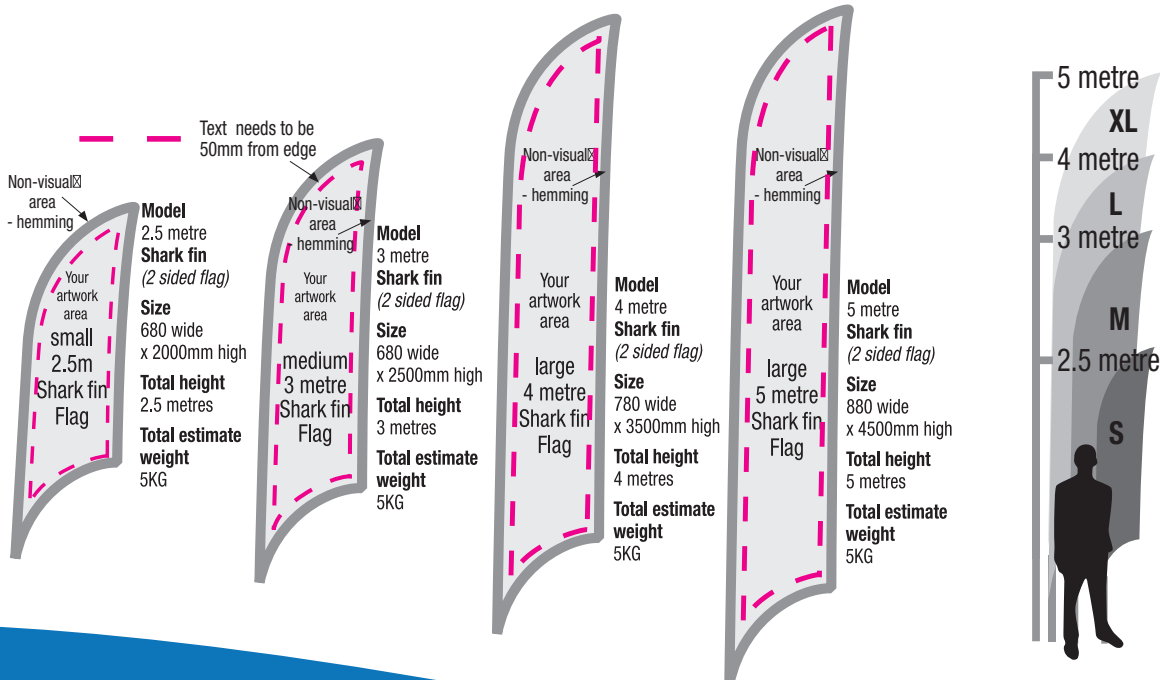 Text needs to be
50mm from edge
Non-visual
area
- hemming
Your
artwork
area
small
2.5m
Shark fin
Flag
Model
2.5 metre
Shark fin
(2 sided flag)
Size
680 wide
x 2000mm high
Total height
2.5 metres
Total estimate
weight
5KG
Non-visual
area
- hemming
Your
artwork
area
medium
3 metre
Shark fin
Flag
Model
3 metre
Shark fin
(2 sided flag)
Size
680 wide
x 2500mm high
Total height
3 metres
Total estimate
weight
5KG
Non-visual
area
- hemming
Your
artwork
area
large
4 metre
Shark fin
Flag
Model
4 metre
Shark fin
(2 sided flag)
Size
780 wide
x 3500mm high
Total height
4 metres
Total estimate
weight
5KG
Non-visual
area
- hemming
Your
artwork
area
large
5 metre
Shark fin
Flag
Model
5 metre
Shark fin
(2 sided flag)
Size
880 wide
x 4500mm high
Total height
5 metres
Total estimate
weight
5KG
5 metre
XL
4 metre
L
3 metre
M
2.5 metre
S